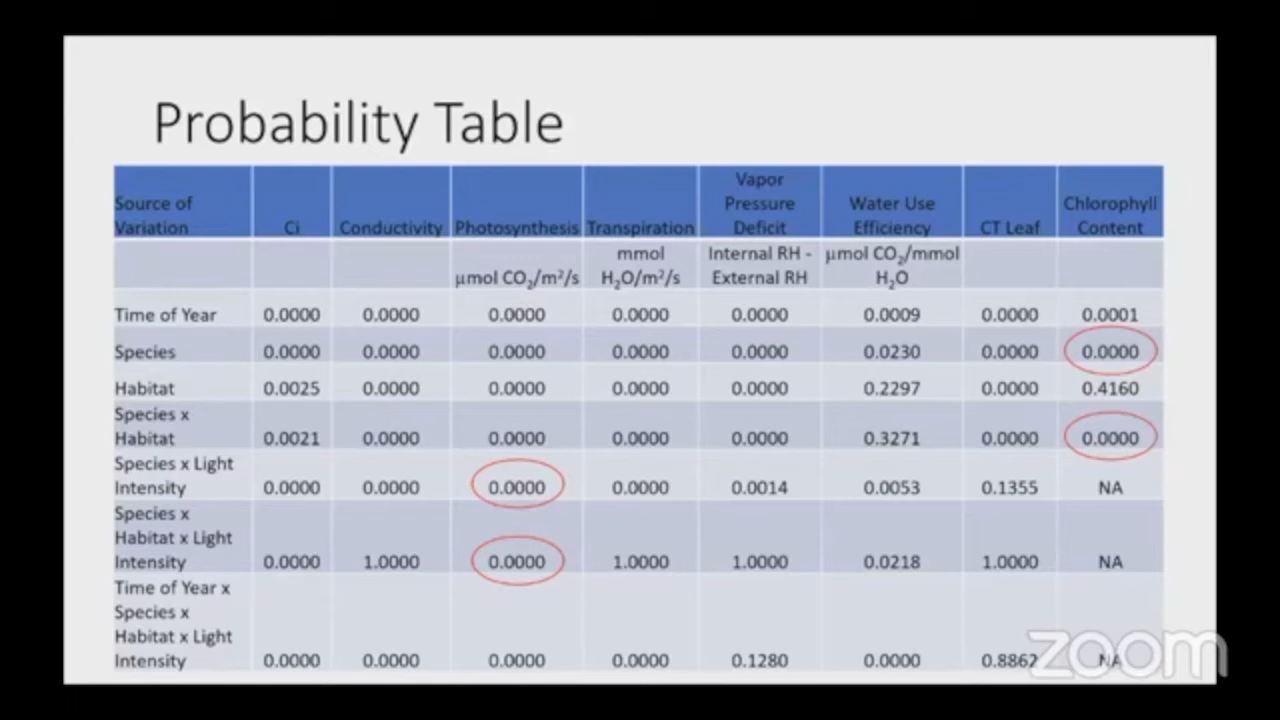 Probability Table
Vapor
Source of Pressure Water Use Chlorophyll
Variation Ci Conductivity Photosynthesis Transpiration Deficit Efficiency CT Leaf Content
mmol Internal RH - µmol CO₂/mmol
µmol CO₂/m²/s H₂O/m²/s External RH H₂O
Time of Year 0.0000 0.0000 0.0000 0.0000 0.0000 0.0009 0.0000 0.0001
Species 0.0000 0.0000 0.0000 0.0000 0.0000 0.0230 0.0000 0.0000
Habitat 0.0025 0.0000 0.0000 0.0000 0.0000 0.2297 0.0000 0.4160
Species x
Habitat 0.0021 0.0000 0.0000 0.0000 0.0000 0.3271 0.0000 0.0000
Species x Light
Intensity 0.0000 0.0000 0.0000 0.0000 0.0014 0.0053 0.1355 NA
Species x
Habitat x Light
Intensity 0.0000 1.0000 0.0000 1.0000 1.0000 0.0218 1.0000 NA
Time of Year x
Species x
Habitat x Light
Intensity 0.0000 0.0000 0.0000 0.0000 0.1280 0.0000 0.8862 NA
zoom